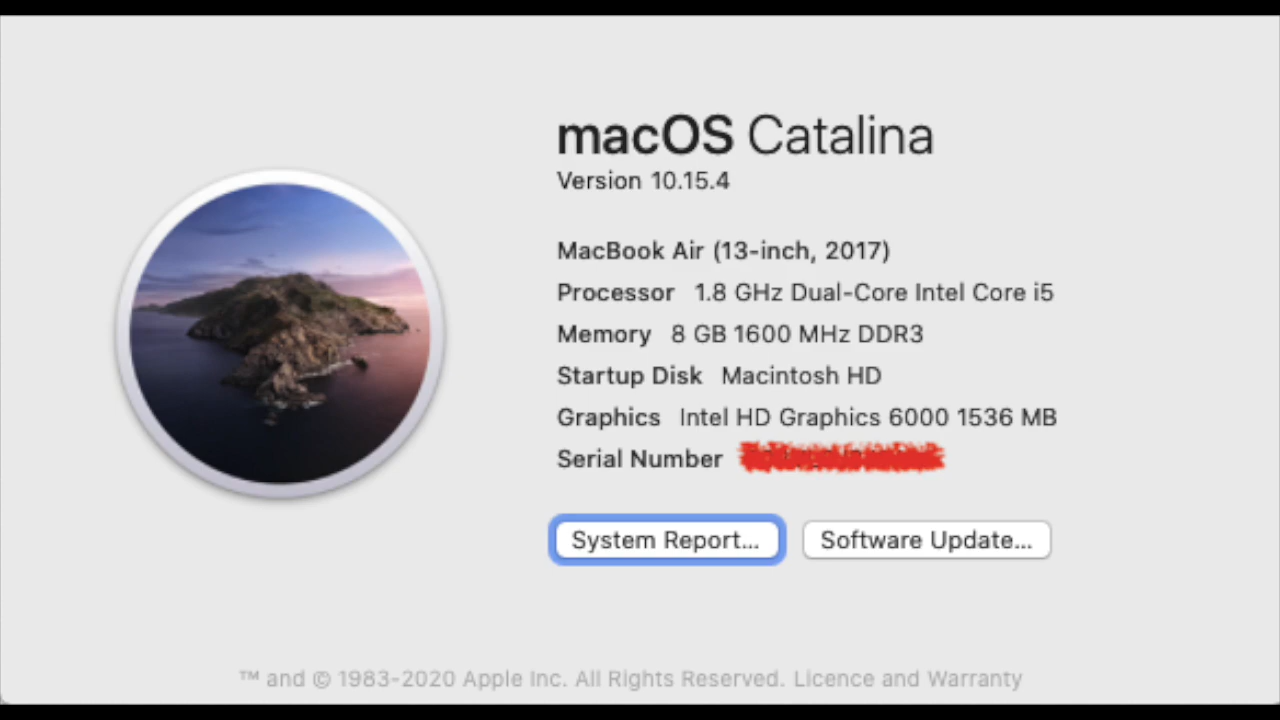 macOS Catalina
Version 10.15.4
MacBook Air (13-inch, 2017)
Processor 1.8 GHz Dual-Core Intel Core i5
Memory 8 GB 1600 MHz DDR3
Startup Disk Macintosh HD
Graphics Intel HD Graphics 6000 1536 MB
Serial Number
System Report...
Software Update...
™ and © 1983-2020 Apple Inc. All Rights Reserved. Licence and Warranty